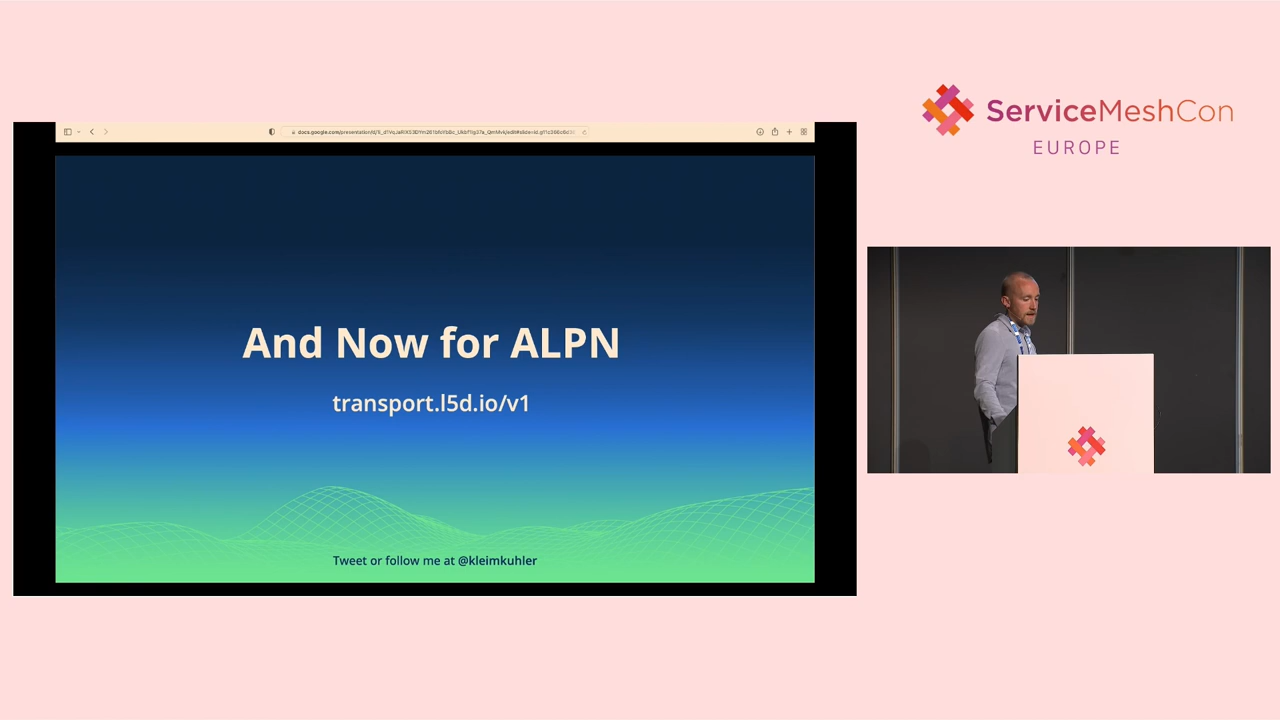 ServiceMeshCon
EUROPE
And Now for ALPN
transport.l5d.io/v1
Tweet or follow me at @kleimkuhler